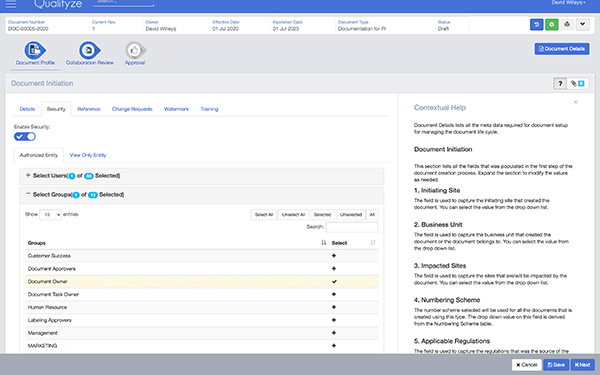 Qualityze
Search...
David Wileyq
Document Number
Current Rev.
Owner
Effective Date
Expiration Date
Document Type
Status
DOC-00005-2020
1
David Wileyq
01 Jul 2020
01 Jul 2023
Documentation for Pr
Draft
Document Profile
Collaboration Review
Approval
Document Details
Document Initiation
?
Details
Security
Reference
Change Requests
Watermark
Training
Enable Security:
Authorized Entity
View Only Entity
Select Groups
Selected]
Show
entries
Select All
Unselect All
Selected
Unselected
All
Search:
Groups
Select
Customer Success
Document Approvers
Document Owner
Document Task Owner
Human Resource
Labeling Approvers
Management
MARKETING
Contextual Help
×
Document Details lists all the meta data required for document setup
for managing the document life cycle.
Document Initiation
This section lists all the fields that was populated in the first step of the
document creation process. Expand the section to modify the values
as needed.
1. Initiating Site
The field is used to capture the initiating site that created the
document. You can select the value from the drop down list.
2. Business Unit
The field is used to capture the business unit that created the
document or the document belongs to. You can select the value from
the drop down list.
3. Impacted Sites
The field is used to capture the sites that are/will be impacted by the
document. You can select the value from the drop down list.
4. Numbering Scheme
The number scheme selected will be used for all the documents that is
created using this type. The drop down value on this field is derived
from the Numbering Scheme table.
5. Applicable Regulations
The field is used to capture the regulations that was the source of the
Cancel
Save
Next